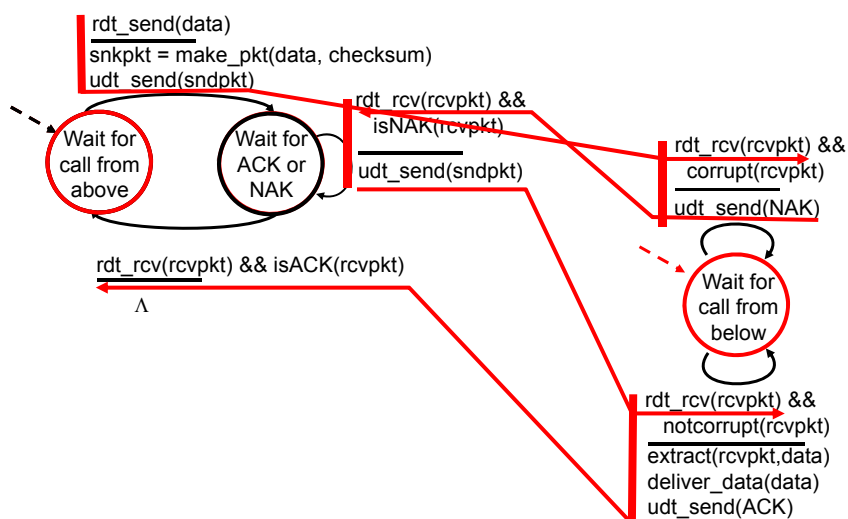 rdt_send(data)
snkpkt = make_pkt(data, checksum)
udt_send(sndpkt)
rdt_rcv(rcvpkt) &&
isNAK(rcvpkt)
udt_send(sndpkt)
Wait for
call from
above
Wait for
ACK or
NAK
rdt_rcv(rcvpkt) && isACK(rcvpkt)
Λ
rdt_rcv(rcvpkt) &&
corrupt(rcvpkt)
udt_send(NAK)
Wait for
call from
below
rdt_rcv(rcvpkt) &&
notcorrupt(rcvpkt)
extract(rcvpkt,data)
deliver_data(data)
udt_send(ACK)